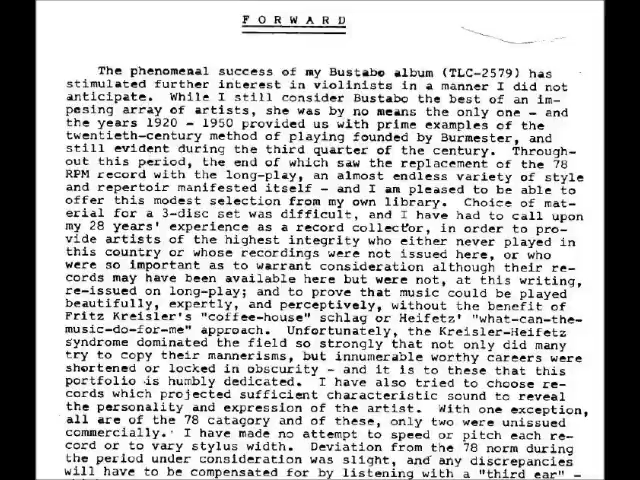 FORWARD
The phenomenal success of my Bustabo album (TLC-2579) has
stimulated further interest in violinists in a manner I did not
anticipate. While I still consider Bustabo the best of an im-
posing array of artists, she was by no means the only one - and
the years 1920 - 1950 provided us with prime examples of the
twentieth-century method of playing founded by Burmester, and
still evident during the third quarter of the century. Through-
out this period, the end of which saw the replacement of the 78
RPM record with the long-play, an almost endless variety of style
and repertoir manifested itself - and I am pleased to be able to
offer this modest selection from my own library. Choice of mat-
erial for a 3-disc set was difficult, and I have had to call upon
my 28 years' experience as a record collector, in order to pro-
vide artists of the highest integrity who either never played in
this country or whose recordings were not issued here, or who
were so important as to warrant consideration although their re-
cords may have been available here but were not, at this writing,
re-issued on long-play; and to prove that music could be played
beautifully, expertly, and perceptively, without the benefit of
Fritz Kreisler's "coffee-house" schlag or Heifetz' "what-can-the-
music-do-for-me" approach. Unfortunately, the Kreisler-Heifetz
syndrome dominated the field so strongly that not only did many
try to copy their mannerisms, but innumerable worthy careers were
shortened or locked in obscurity - and it is to these that this
portfolio is humbly dedicated. I have also tried to choose re-
cords which projected sufficient characteristic sound to reveal
the personality and expression of the artist. With one exception,
all are of the 78 catagory and of these, only two were unissued
commercially. I have made no attempt to speed or pitch each re-
cord or to vary stylus width. Deviation from the 78 norm during
the period under consideration was slight, and any discrepancies
will have to be compensated for by listening with a "third ear" -